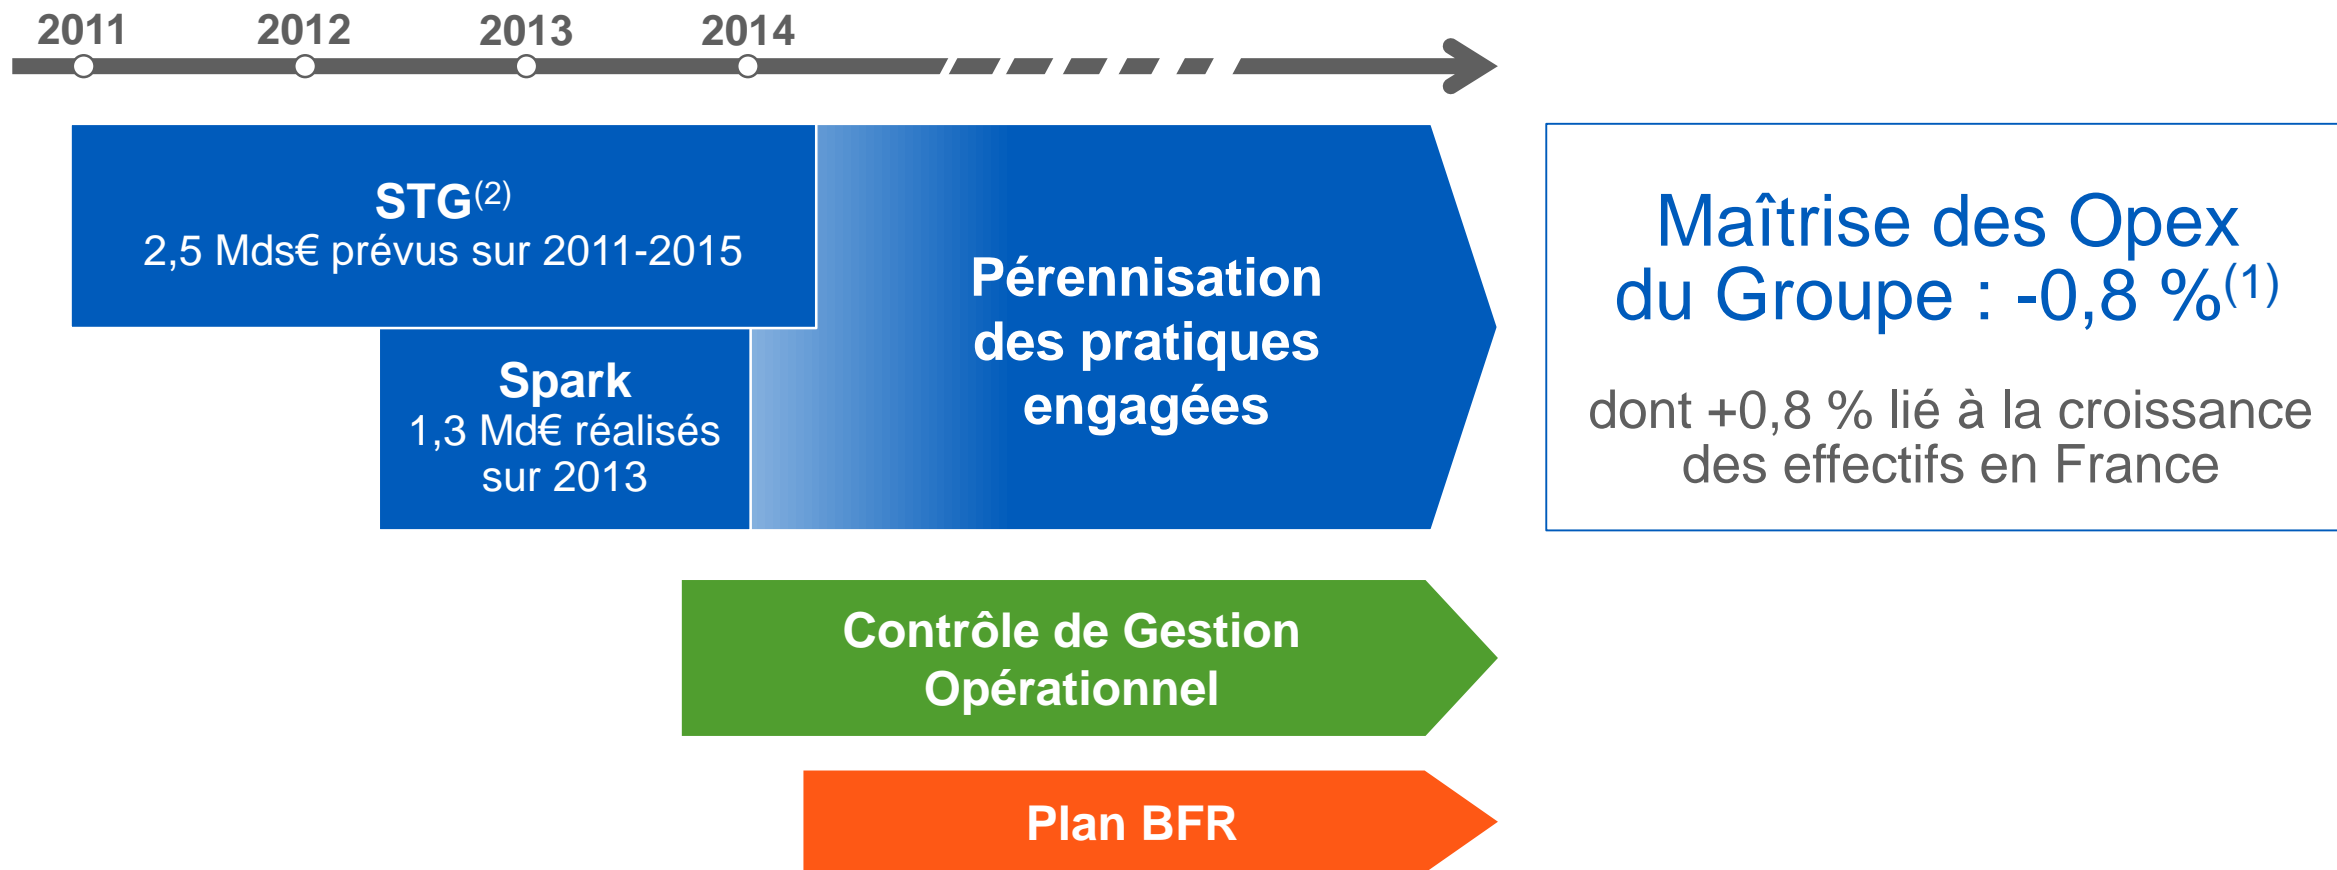 2011
2012
2013
2014
STG(2)
2,5 Mds€ prévus sur 2011-2015
Spark
1,3 Md€ réalisés
sur 2013
Pérennisation
des pratiques
engagées
Maîtrise des Opex
du Groupe : -0,8 %(1)
dont +0,8 % lié à la croissance
des effectifs en France
Contrôle de Gestion
Opérationnel
Plan BFR